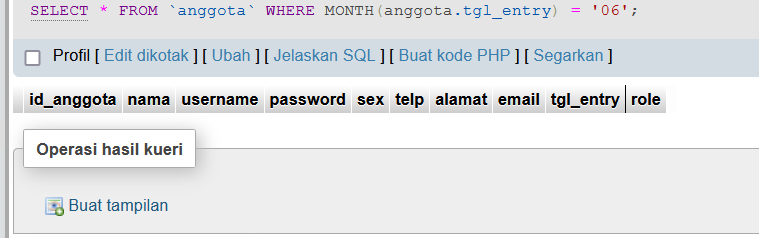 SELECT * FROM `anggota` WHERE MONTH(anggota.tgl_entry) = '06';
Profil [ Edit dikotak ] [ Ubah ] [ Jelaskan SQL ] [ Buat kode PHP ] [ Segarkan ]
id_anggota nama username password sex telp alamat email tgl_entry role
Operasi hasil kueri
Buat tampilan